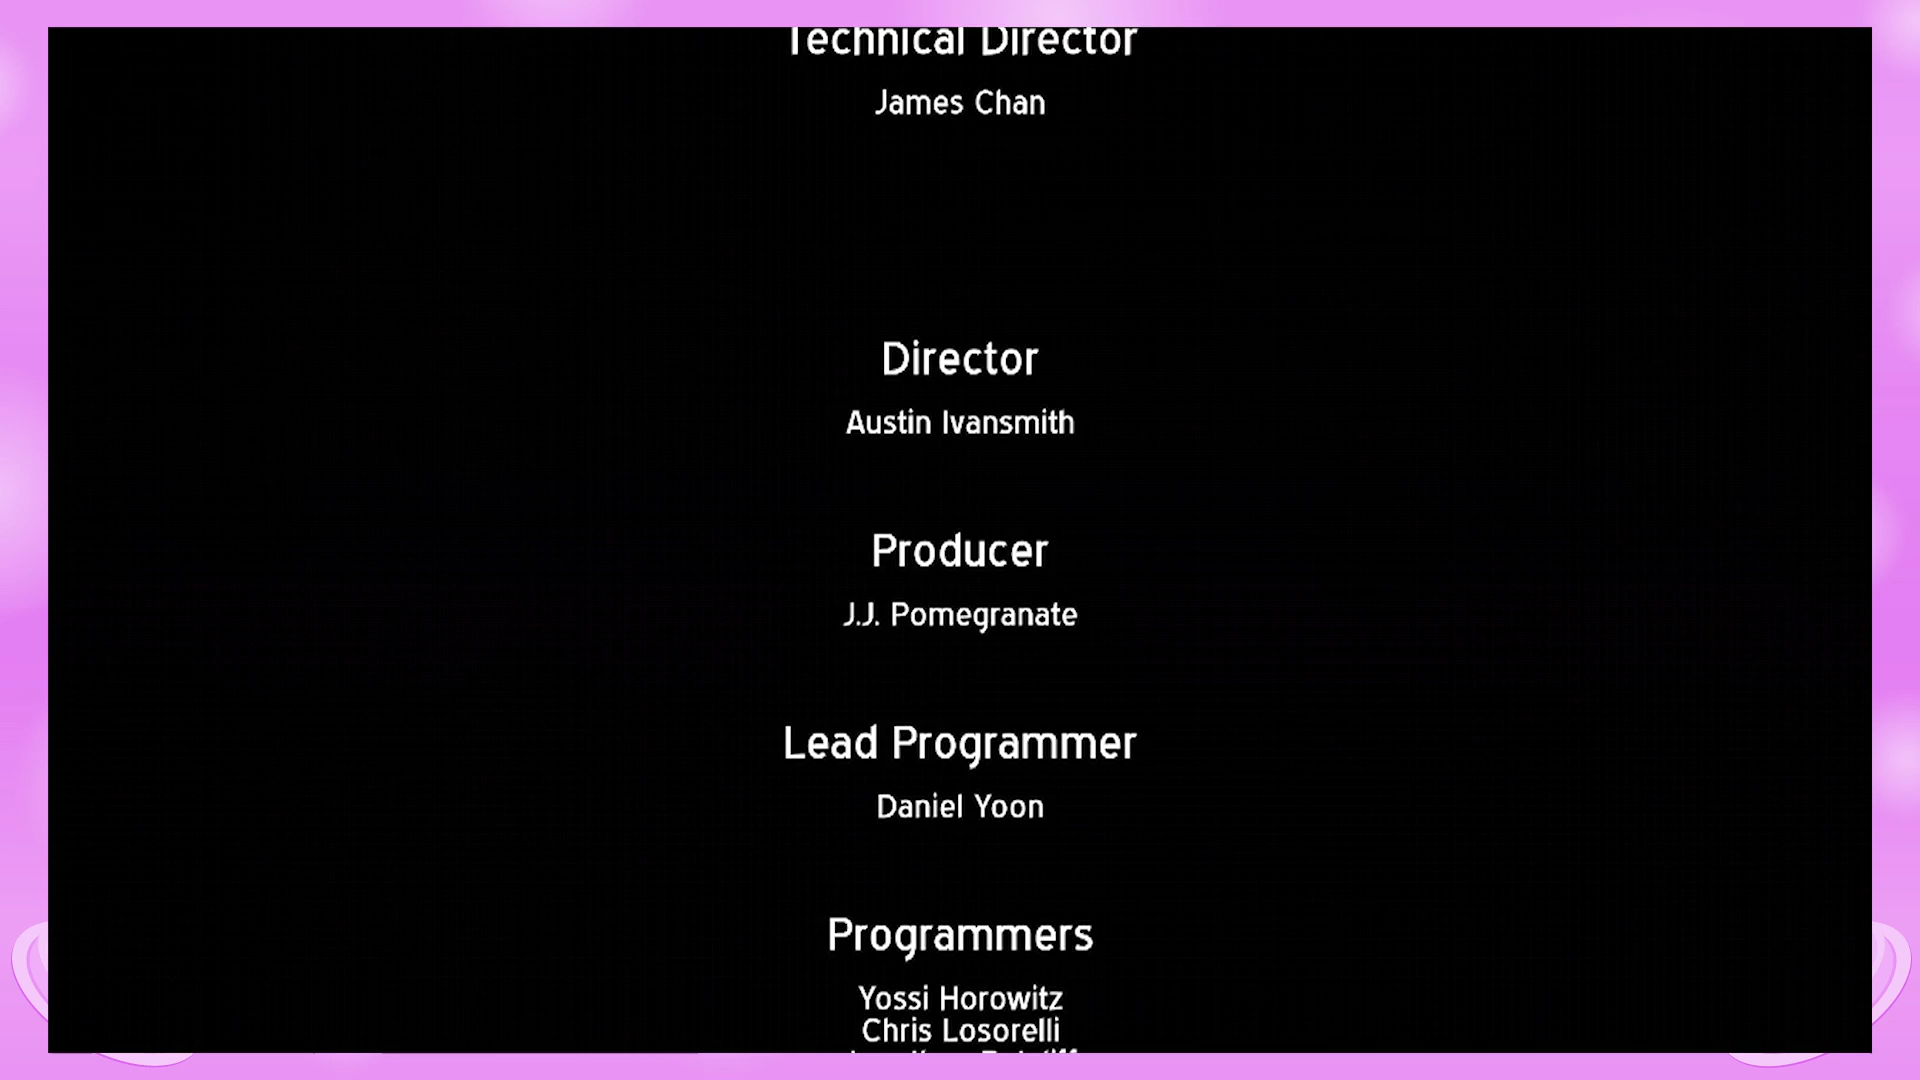 Technical Director
James Chan
Director
Austin Ivansmith
Producer
J.J. Pomegranate
Lead Programmer
Daniel Yoon
Programmers
Yossi Horowitz
Chris Losorelli